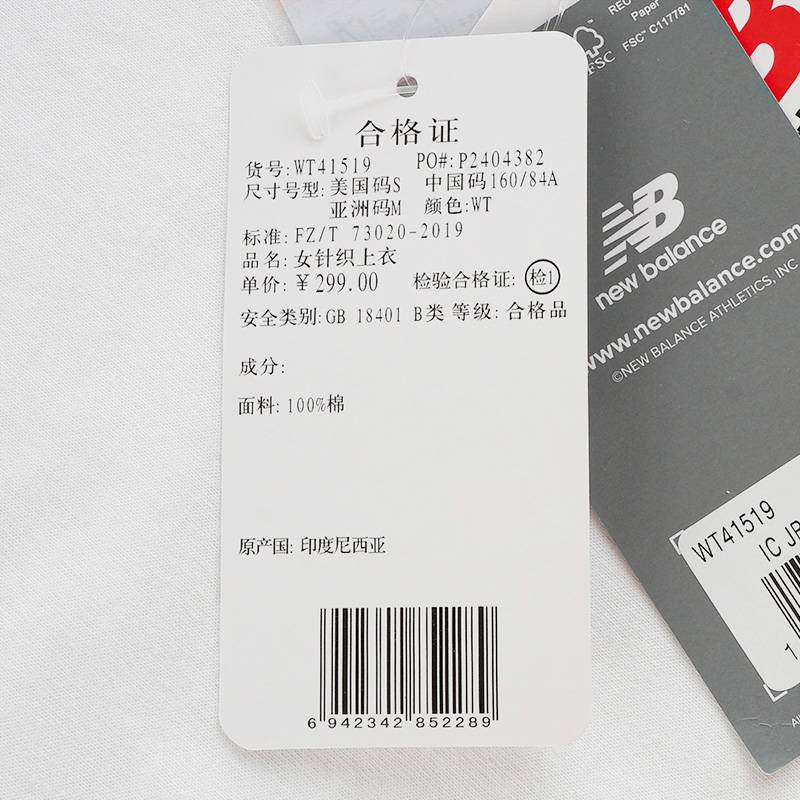 合格证
货号:WT41519 PO#:P2404382
尺寸号型:美国码S 中国码160/84A
亚洲码M 颜色:WT
标准:FZ/T 73020-2019
品名:女针织上衣
单价:￥299.00 检验合格证:检1
安全类别:GB 18401 B类 等级:合格品
成分:
面料:100%棉
原产国:印度尼西亚
6 942342 852289
Paper
FSC™ C117781
FSC
NB
new balance
www.newbalance.com
©NEW BALANCE ATHLETICS, INC
WT41519
IC JB
1